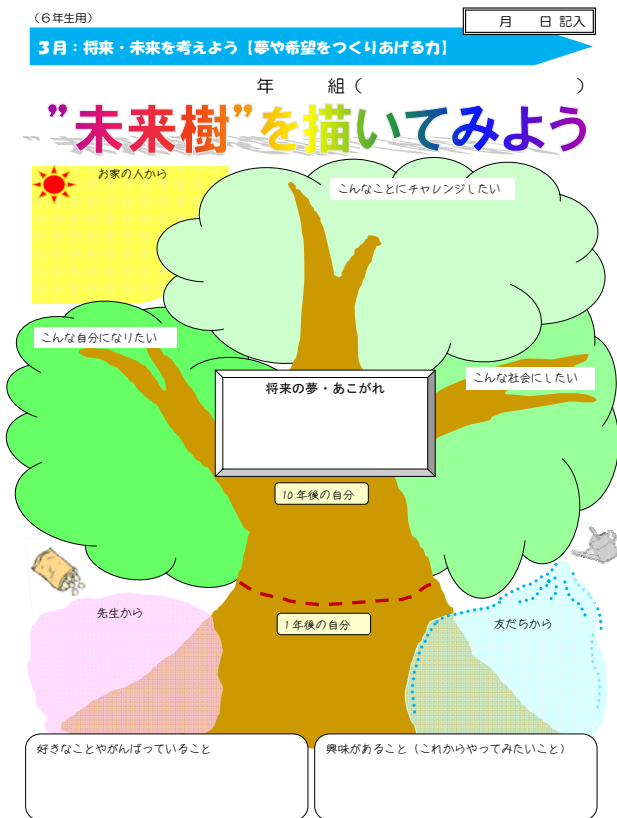 （６年生用）
月　　日 記入
３月：将来・未来を考えよう【夢や希望をつくりあげる力】
年　　　組（　　　　　　　　　　　　）
”未来樹”を描いてみよう
お家の人から
こんなことにチャレンジしたい
こんな自分になりたい
こんな社会にしたい
将来の夢・あこがれ
10年後の自分
先生から
1年後の自分
友だちから
好きなことやがんばっていること
興味があること（これからやってみたいこと）